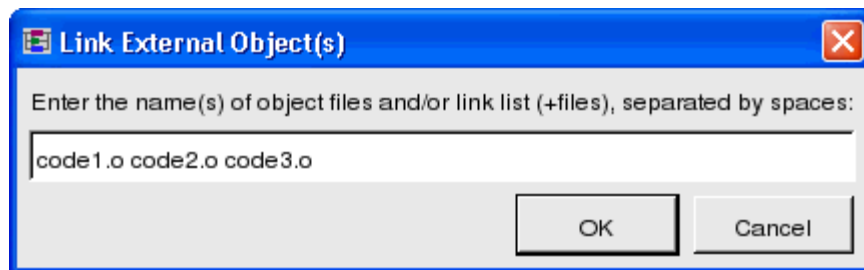 Link External Object(s)
Enter the name(s) of object files and/or link list (+files), separated by spaces:
code1.o code2.o code3.o
OK Cancel